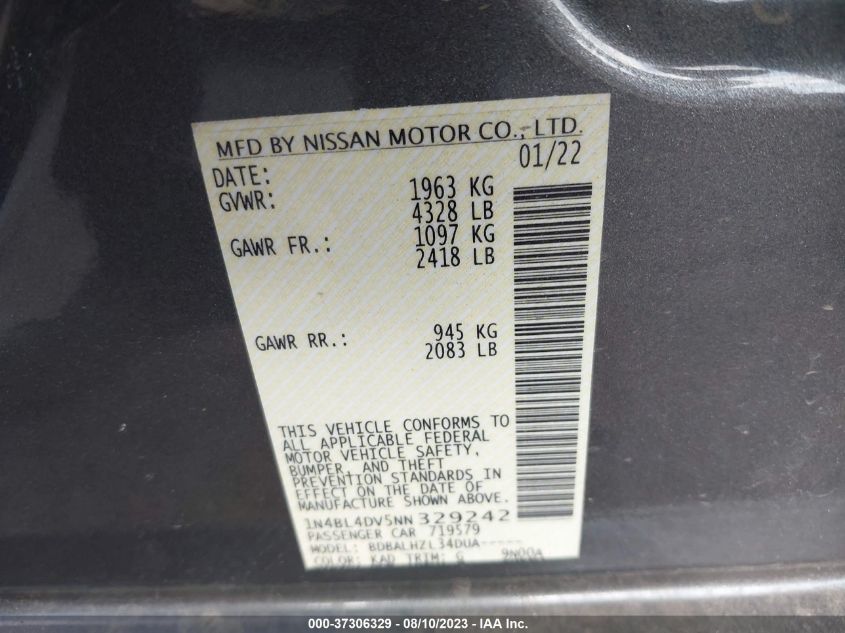 MFD BY NISSAN MOTOR CO., LTD.
DATE: 01/22
GVWR: 1963 KG
4328 LB
GAWR FR.: 1097 KG
2418 LB
GAWR RR.: 945 KG
2083 LB
THIS VEHICLE CONFORMS TO
ALL APPLICABLE FEDERAL
MOTOR VEHICLE SAFETY,
BUMPER, AND THEFT
PREVENTION STANDARDS IN
EFFECT ON THE DATE OF
MANUFACTURE SHOWN ABOVE.
1N4BL4DV5NN329242
PASSENGER CAR 719579
MODEL: BDBALHZL34DUA-----
COLOR: KAD TRIM: G 9N00A
000-37306329 - 08/10/2023 - IAA Inc.